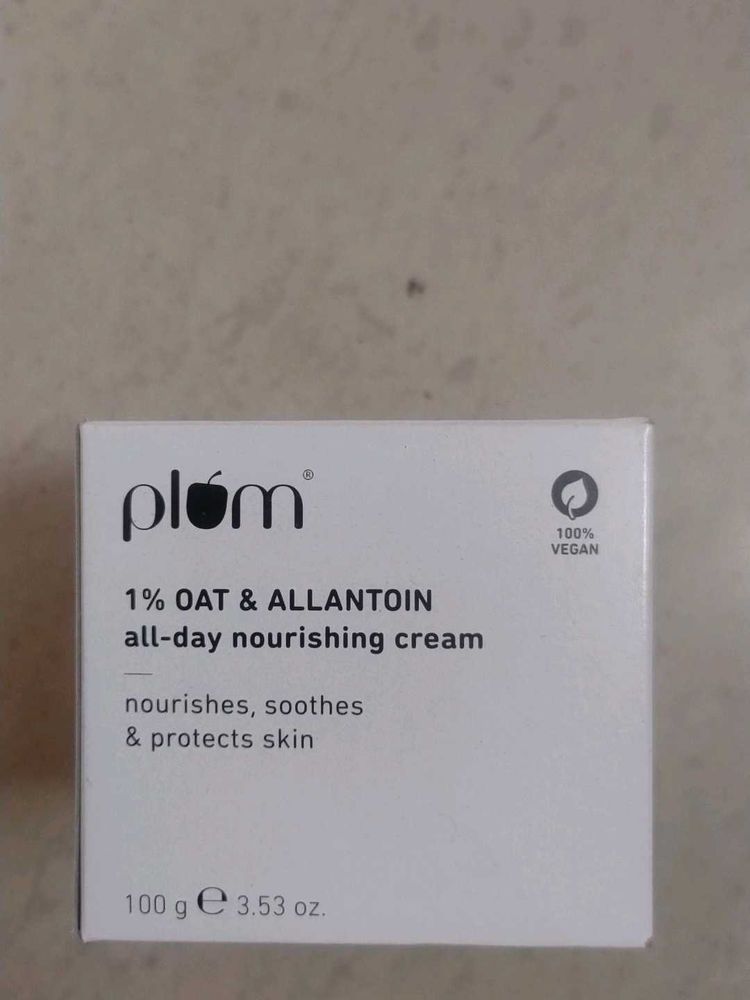 plum®
100%
VEGAN
1% OAT & ALLANTOIN
all-day nourishing cream
nourishes, soothes
& protects skin
100 g ℮ 3.53 oz.